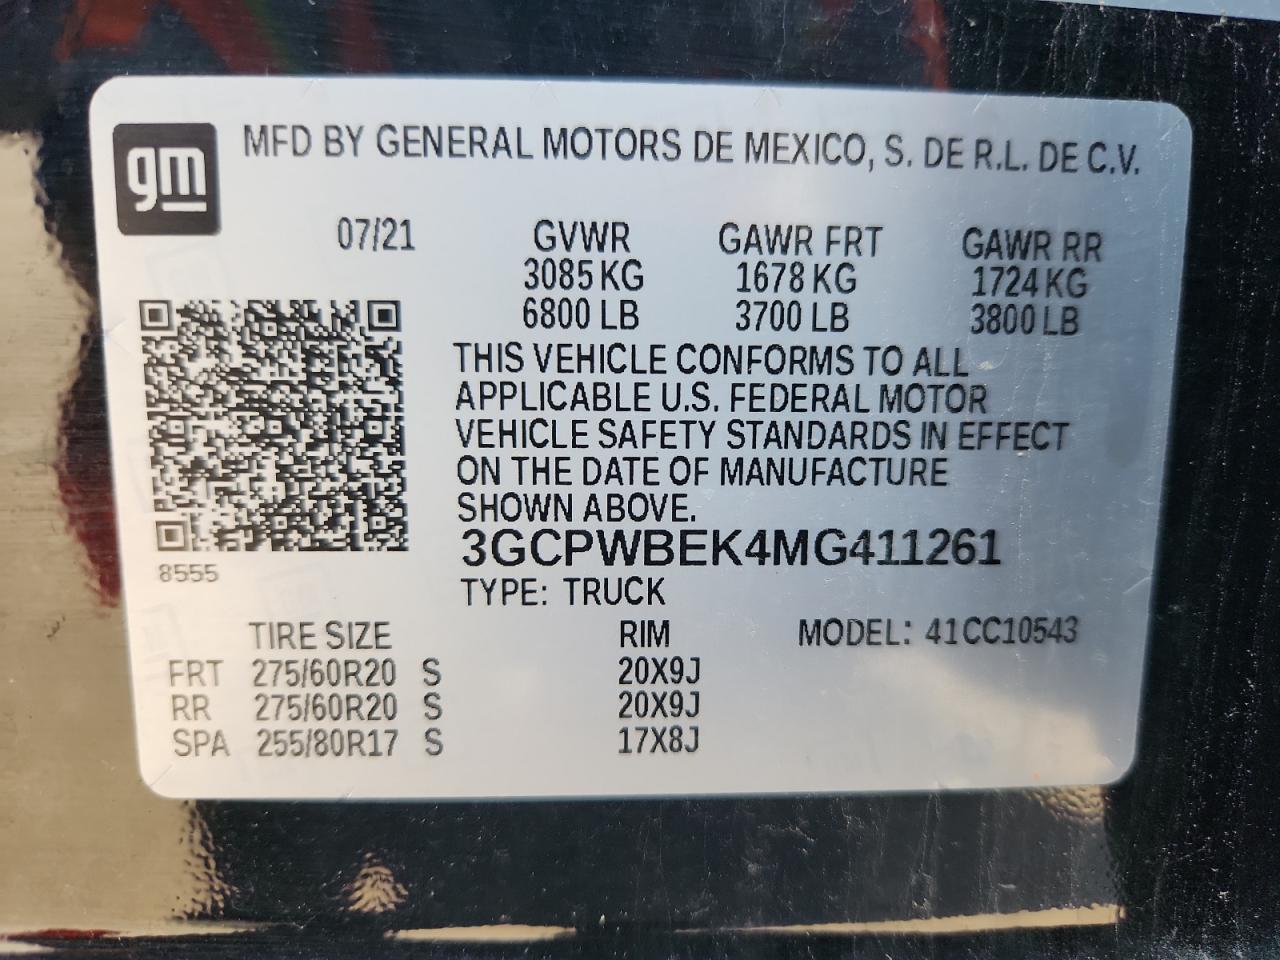 gm
MFD BY GENERAL MOTORS DE MEXICO, S. DE R.L. DE C.V.
07/21 GVWR GAWR FRT GAWR RR
3085 KG 1678 KG 1724 KG
6800 LB 3700 LB 3800 LB
THIS VEHICLE CONFORMS TO ALL
APPLICABLE U.S. FEDERAL MOTOR
VEHICLE SAFETY STANDARDS IN EFFECT
ON THE DATE OF MANUFACTURE
SHOWN ABOVE.
3GCPWBEK4MG411261
8555
TYPE: TRUCK
TIRE SIZE RIM MODEL: 41CC10543
FRT 275/60R20 S 20X9J
RR 275/60R20 S 20X9J
SPA 255/80R17 S 17X8J